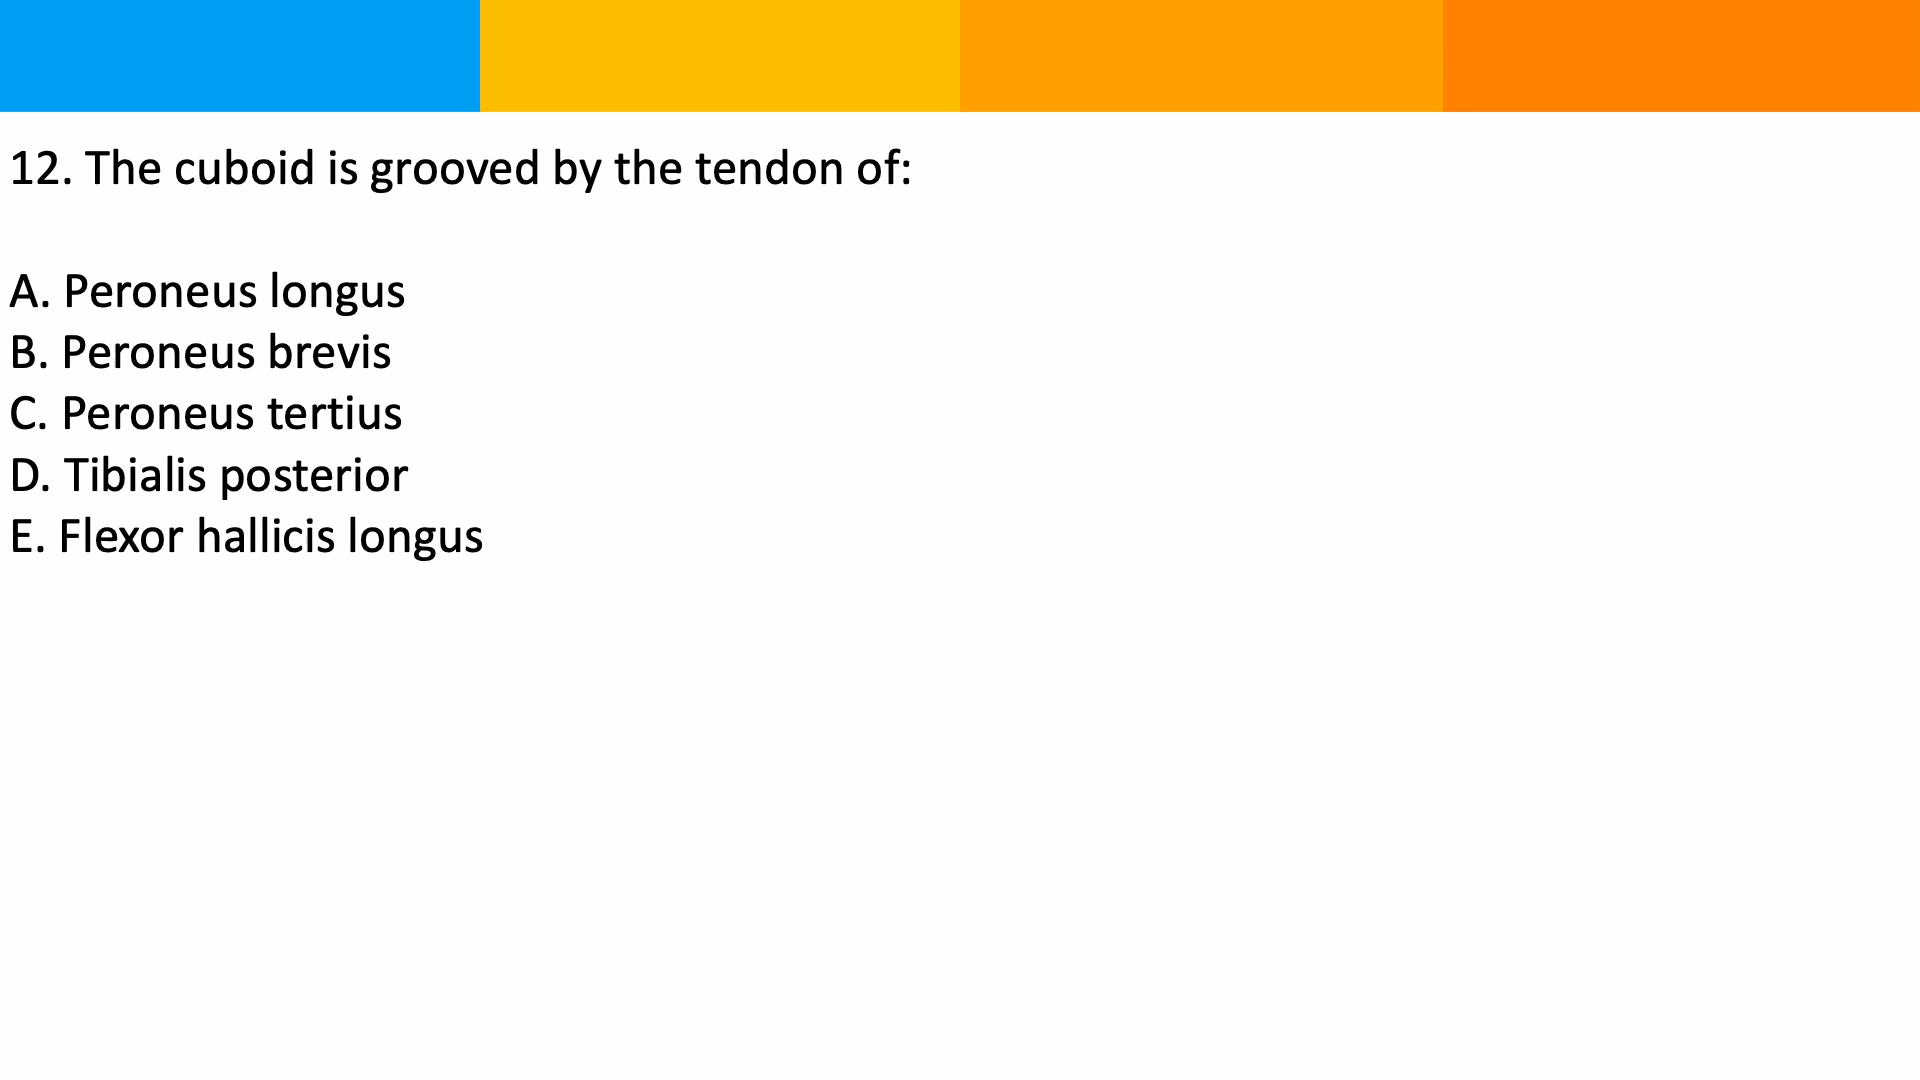 12. The cuboid is grooved by the tendon of:
A. Peroneus longus
B. Peroneus brevis
C. Peroneus tertius
D. Tibialis posterior
E. Flexor hallicis longus